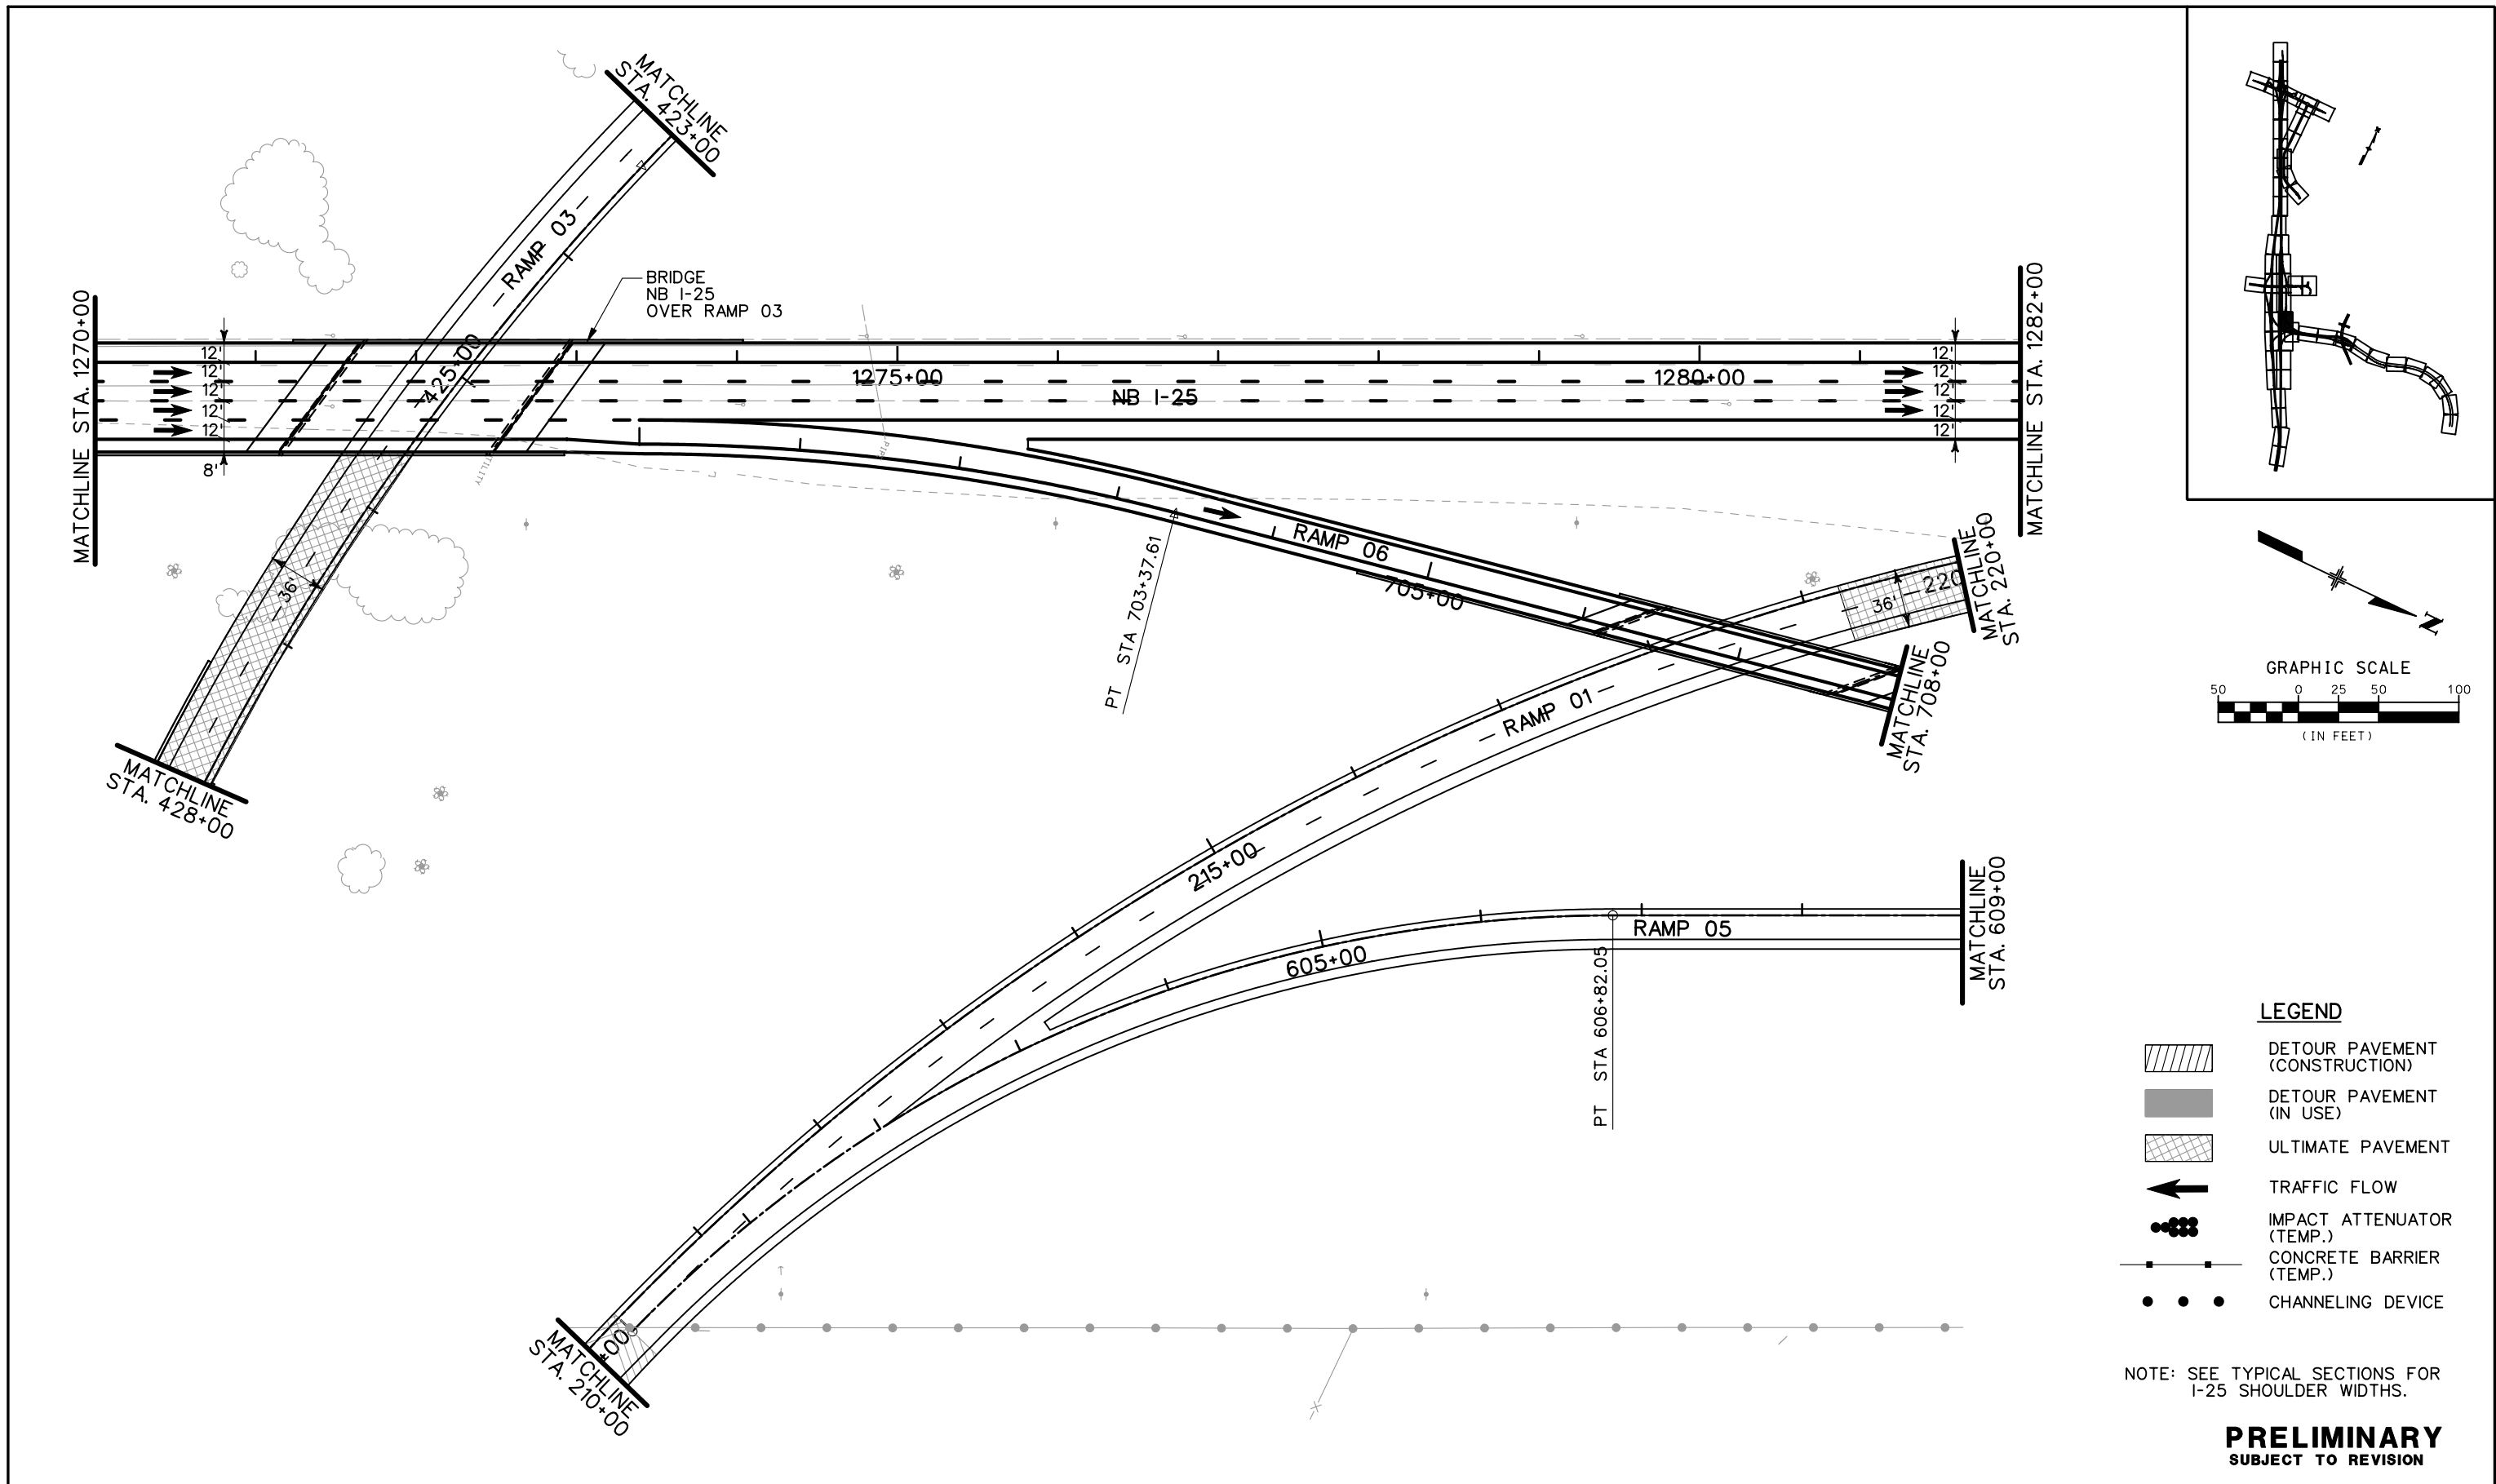 MATCHLINE
STA. 423+00
RAMP 03
425+00
BRIDGE
NB I-25
OVER RAMP 03
MATCHLINE STA. 1270+00
12'
12'
12'
12'
12'
8'
1275+00
NB I-25
1280+00
12'
12'
12'
12'
12'
MATCHLINE STA. 1282+00
UTILITY
36'
MATCHLINE
STA. 428+00
PT STA 703+37.61
RAMP 06
705+00
36'
220
MATCHLINE
STA. 220+00
MATCHLINE
STA. 708+00
RAMP 01
215+00
RAMP 05
605+00
PT STA 606+82.05
MATCHLINE
STA. 609+00
+00
MATCHLINE
STA. 210+00
N
GRAPHIC SCALE
50 0 25 50 100
(IN FEET)
LEGEND
DETOUR PAVEMENT
(CONSTRUCTION)
DETOUR PAVEMENT
(IN USE)
ULTIMATE PAVEMENT
TRAFFIC FLOW
IMPACT ATTENUATOR
(TEMP.)
CONCRETE BARRIER
(TEMP.)
CHANNELING DEVICE
NOTE: SEE TYPICAL SECTIONS FOR
I-25 SHOULDER WIDTHS.
PRELIMINARY
SUBJECT TO REVISION